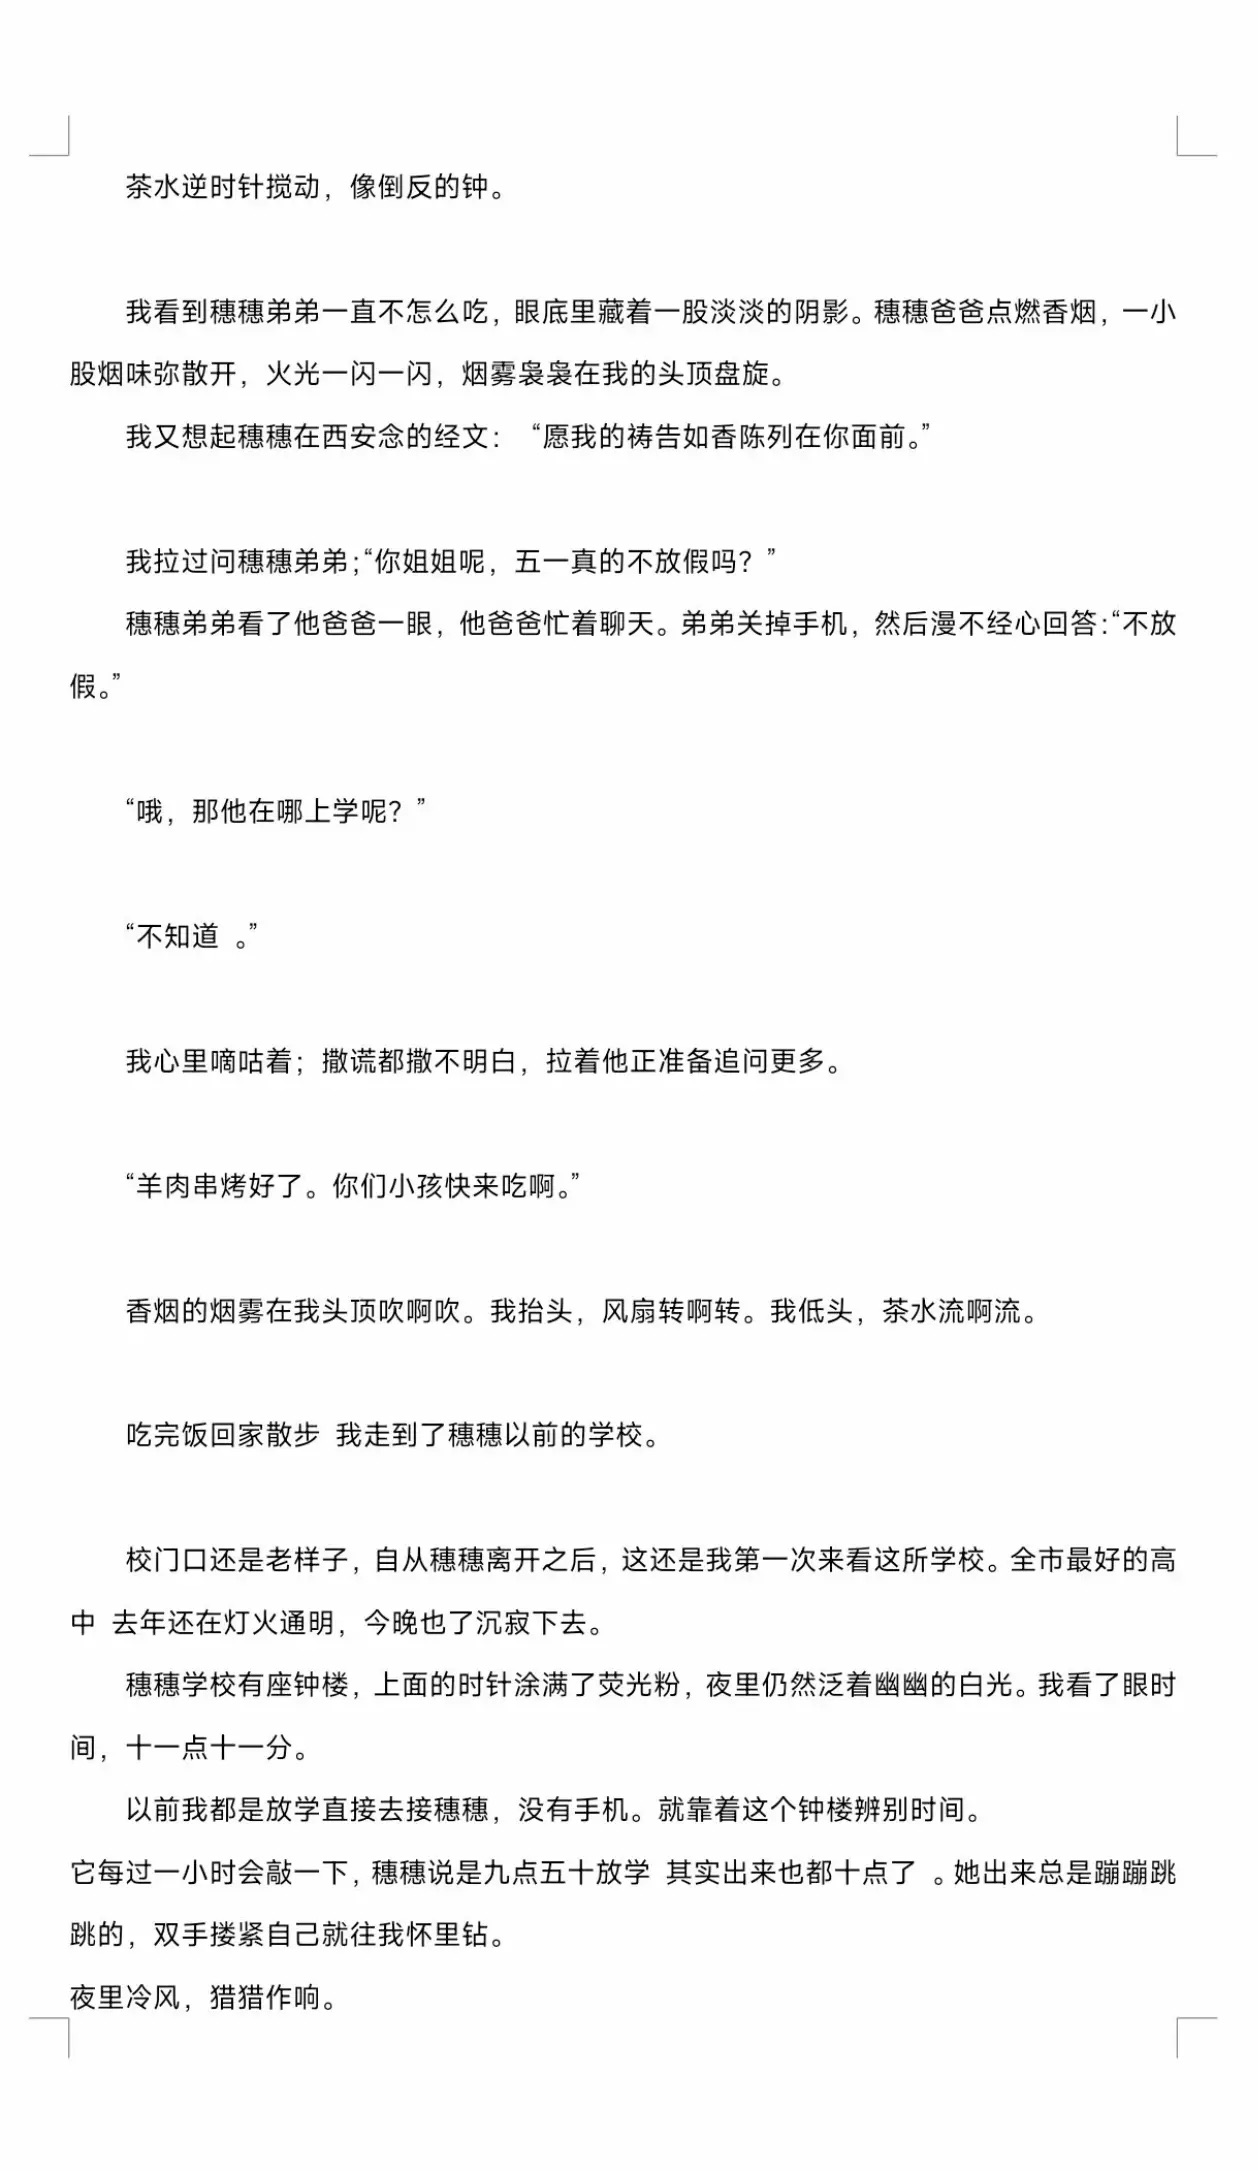 茶水逆时针搅动，像倒反的钟。
我看到穗穗弟弟一直不怎么吃，眼底里藏着一股淡淡的阴影。穗穗爸爸点燃香烟，一小
股烟味弥散开，火光一闪一闪，烟雾袅袅在我的头顶盘旋。
我又想起穗穗在西安念的经文： “愿我的祷告如香陈列在你面前。”
我拉过问穗穗弟弟;“你姐姐呢，五一真的不放假吗？”
穗穗弟弟看了他爸爸一眼，他爸爸忙着聊天。弟弟关掉手机，然后漫不经心回答:“不放
假。”
“哦，那他在哪上学呢？”
“不知道 。”
我心里嘀咕着；撒谎都撒不明白，拉着他正准备追问更多。
“羊肉串烤好了。你们小孩快来吃啊。”
香烟的烟雾在我头顶吹啊吹。我抬头，风扇转啊转。我低头，茶水流啊流。
吃完饭回家散步 我走到了穗穗以前的学校。
校门口还是老样子，自从穗穗离开之后，这还是我第一次来看这所学校。全市最好的高
中 去年还在灯火通明，今晚也了沉寂下去。
穗穗学校有座钟楼，上面的时针涂满了荧光粉，夜里仍然泛着幽幽的白光。我看了眼时
间，十一点十一分。
以前我都是放学直接去接穗穗，没有手机。就靠着这个钟楼辨别时间。
它每过一小时会敲一下，穗穗说是九点五十放学 其实出来也都十点了 。她出来总是蹦蹦跳
跳的，双手搂紧自己就往我怀里钻。
夜里冷风，猎猎作响。